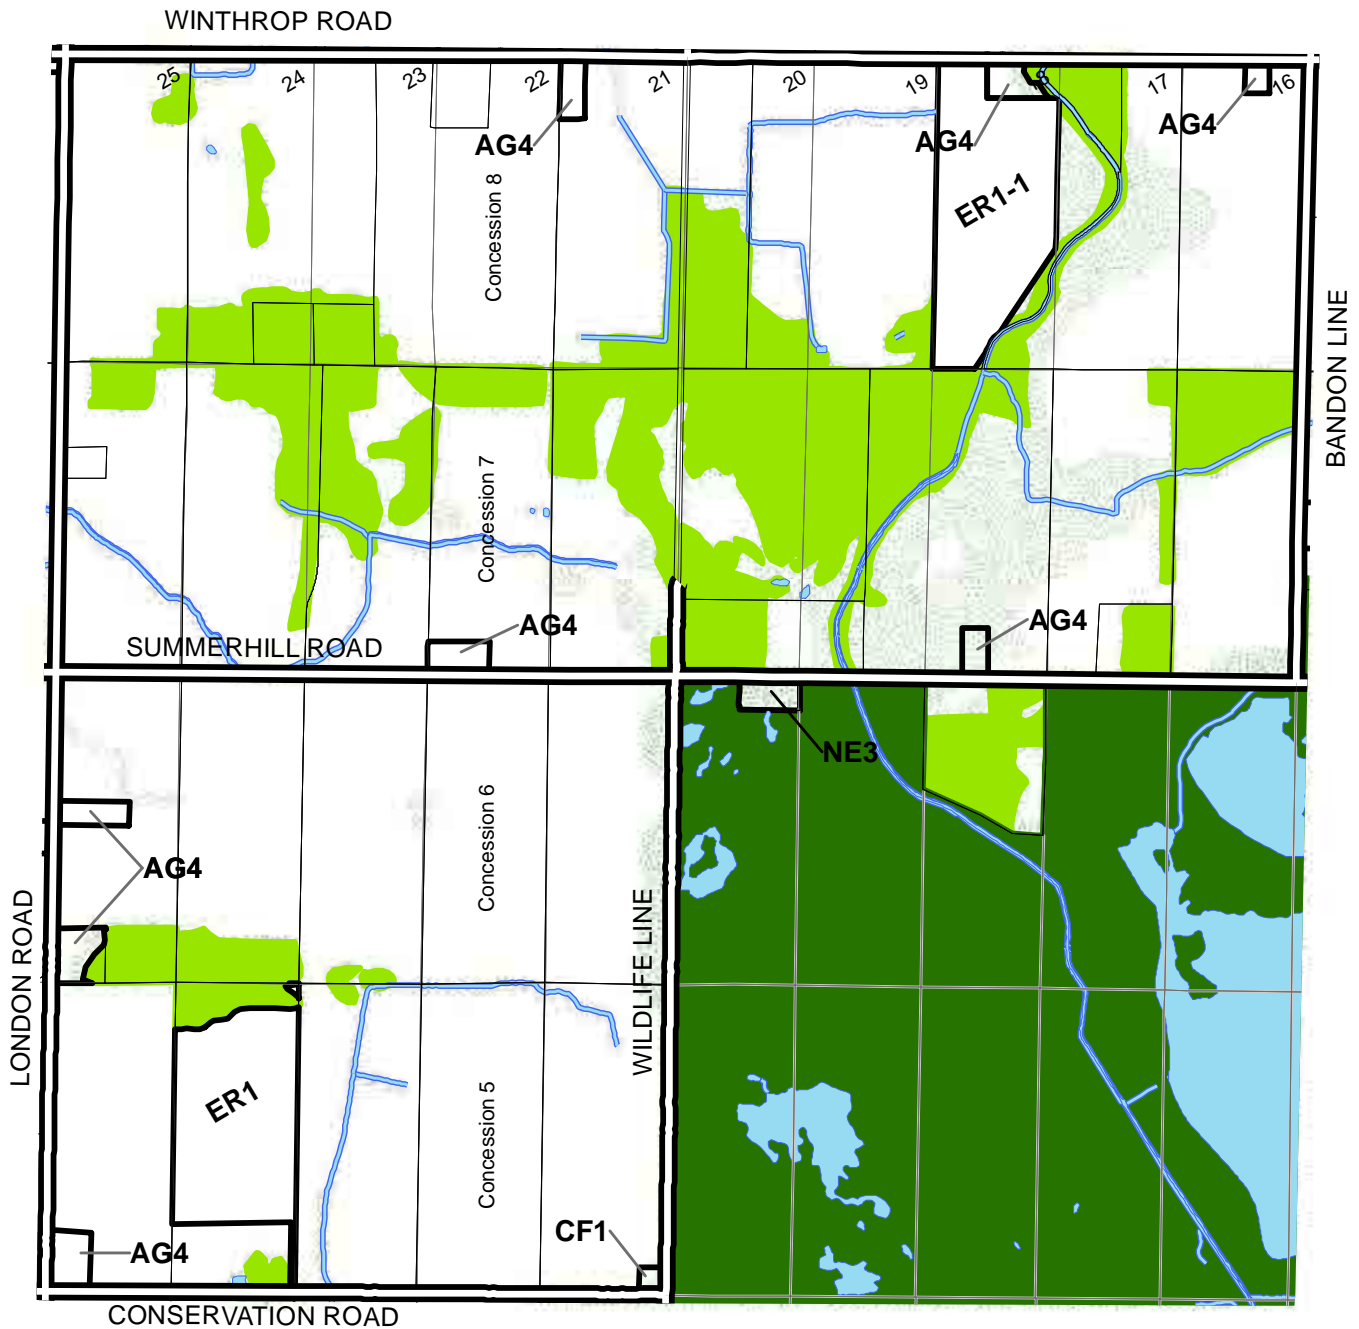 WINTHROP ROAD
25
24
23
22
21
20
19
17
16
AG4
AG4
AG4
ER1-1
Concession 8
BANDON LINE
Concession 7
AG4
AG4
SUMMERHILL ROAD
NE3
Concession 6
AG4
LONDON ROAD
WILDLIFE LINE
ER1
Concession 5
AG4
CF1
CONSERVATION ROAD